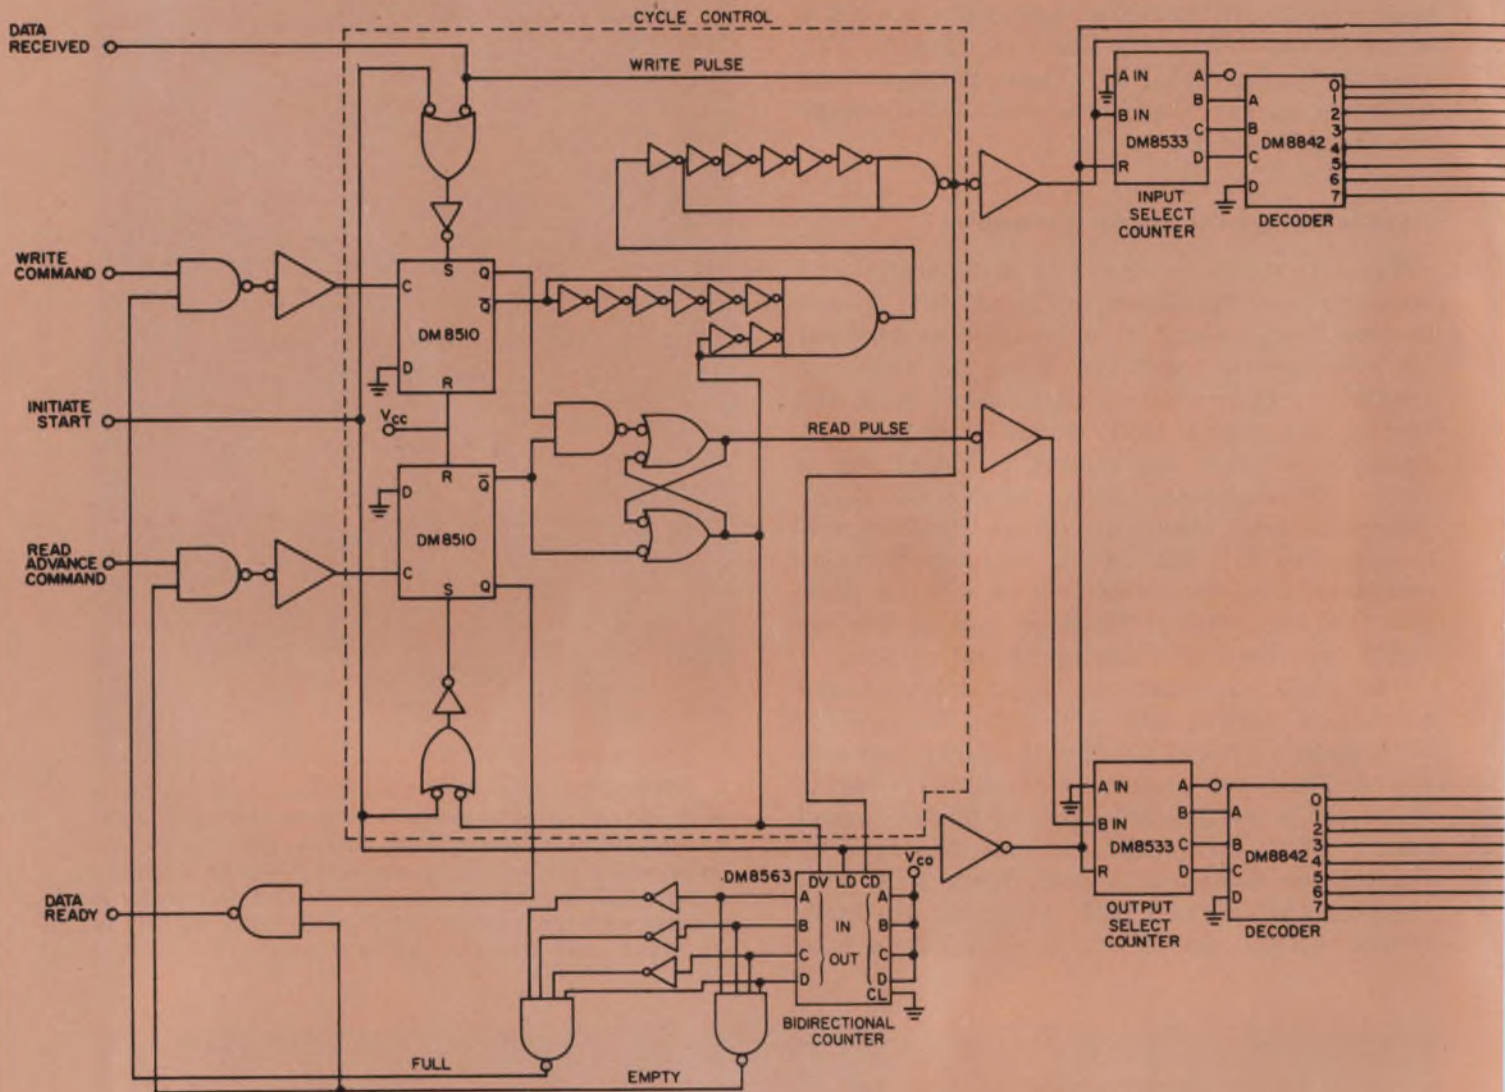 CYCLE CONTROL
DATA
RECEIVED
WRITE PULSE
A IN
A
B
B IN
DM8533
C
D
R
INPUT
SELECT
COUNTER
A
B
DM8842
C
D
0
1
2
3
4
5
6
7
DECODER
WRITE
COMMAND
S
Q
C
Q
DM8510
D
R
INITIATE
START
VCC
READ PULSE
R
Q
D
DM8510
READ
ADVANCE
COMMAND
C
S
Q
A IN
A
B
B IN
DM8533
C
D
R
OUTPUT
SELECT
COUNTER
A
B
DM8842
C
D
0
1
2
3
4
5
6
7
DECODER
DATA
READY
DM8563
DV LD CD
VCC
A
B
C
D
IN
OUT
A
B
C
D
CL
BIDIRECTIONAL
COUNTER
FULL
EMPTY